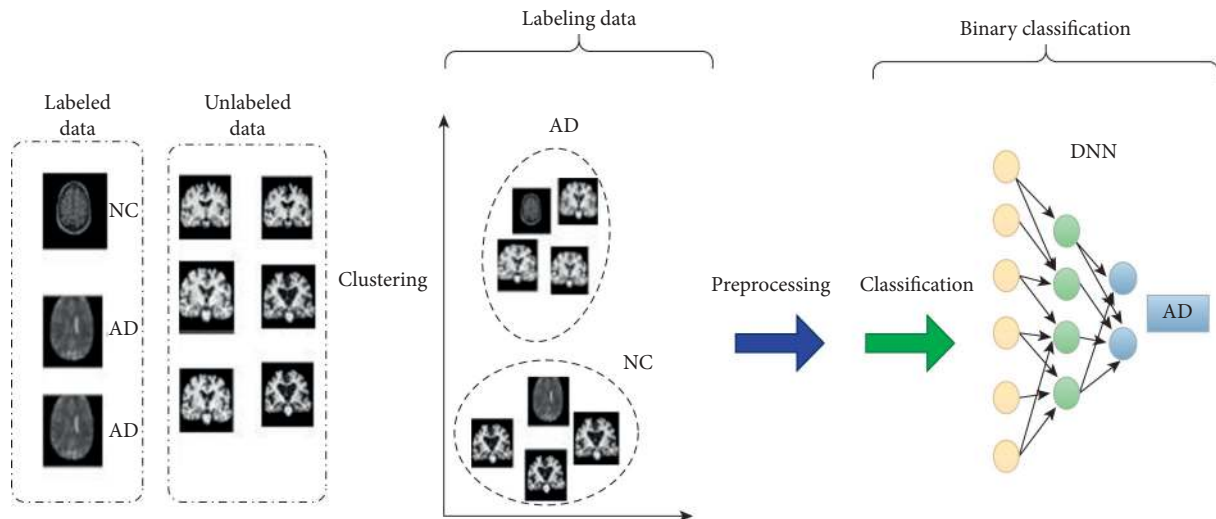 Labeling data
Binary classification
Labeled
data
Unlabeled
data
NC
AD
AD
Clustering
AD
NC
Preprocessing
Classification
DNN
AD